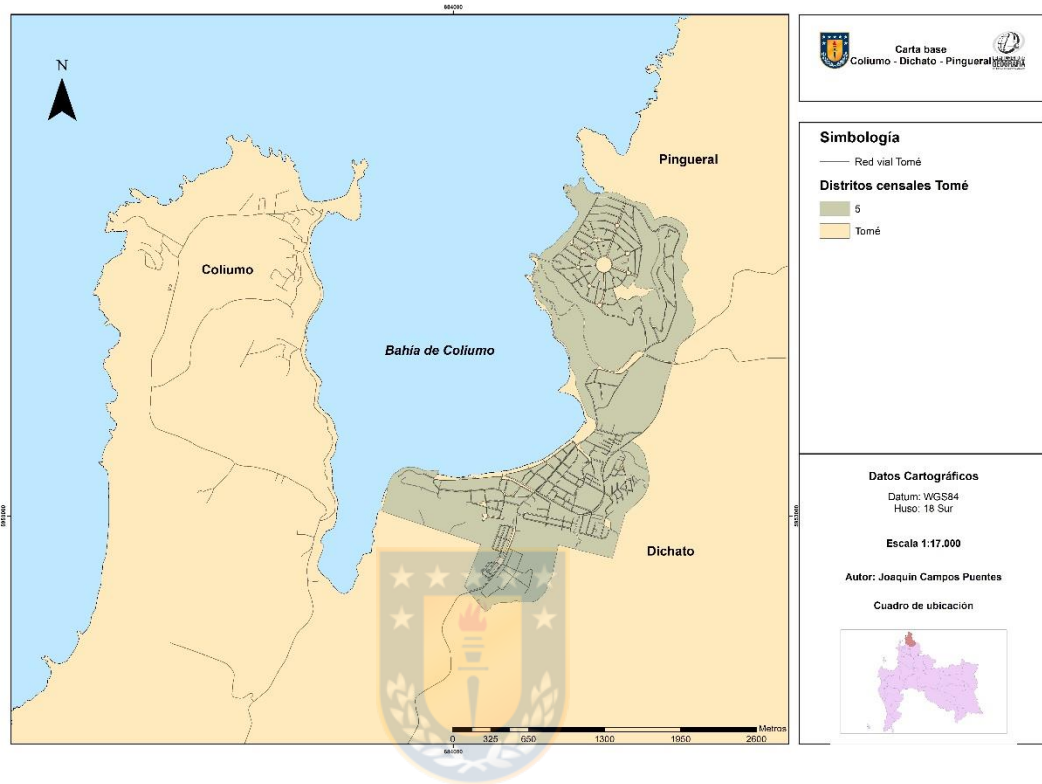 684000
N
Pingueral
Coliumo
Bahía de Coliumo
Dichato
Metros
0 325 650 1300 1950 2600
Carta base
Coliumo - Dichato - Pingueral
Simbología
Red vial Tomé
Distritos censales Tomé
5
Tomé
Datos Cartográficos
Datum: WGS84
Huso: 18 Sur
Escala 1:17.000
Autor: Joaquín Campos Puentes
Cuadro de ubicación